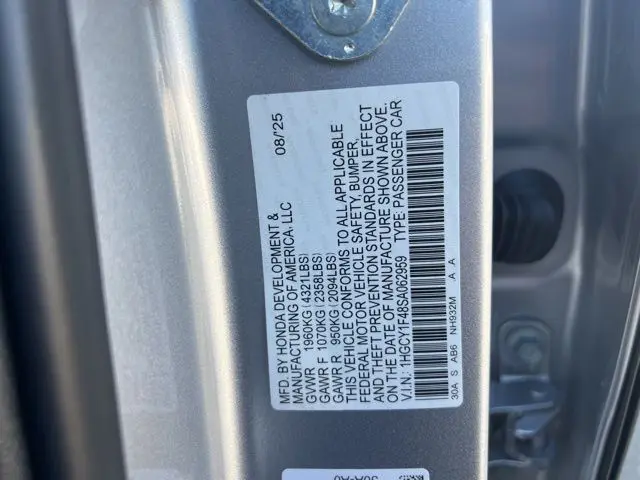 MFD. BY HONDA DEVELOPMENT & 08/25
MANUFACTURING OF AMERICA, LLC
GVWR 1960KG (4321LBS)
GAWR F 1070KG (2358LBS)
GAWR R 950KG (2094LBS)
THIS VEHICLE CONFORMS TO ALL APPLICABLE
FEDERAL MOTOR VEHICLE SAFETY, BUMPER,
AND THEFT PREVENTION STANDARDS IN EFFECT
ON THE DATE OF MANUFACTURE SHOWN ABOVE.
V.I.N.: 1HGCY1F48SA062959 TYPE: PASSENGER CAR
30A S AB6 NH932M A A